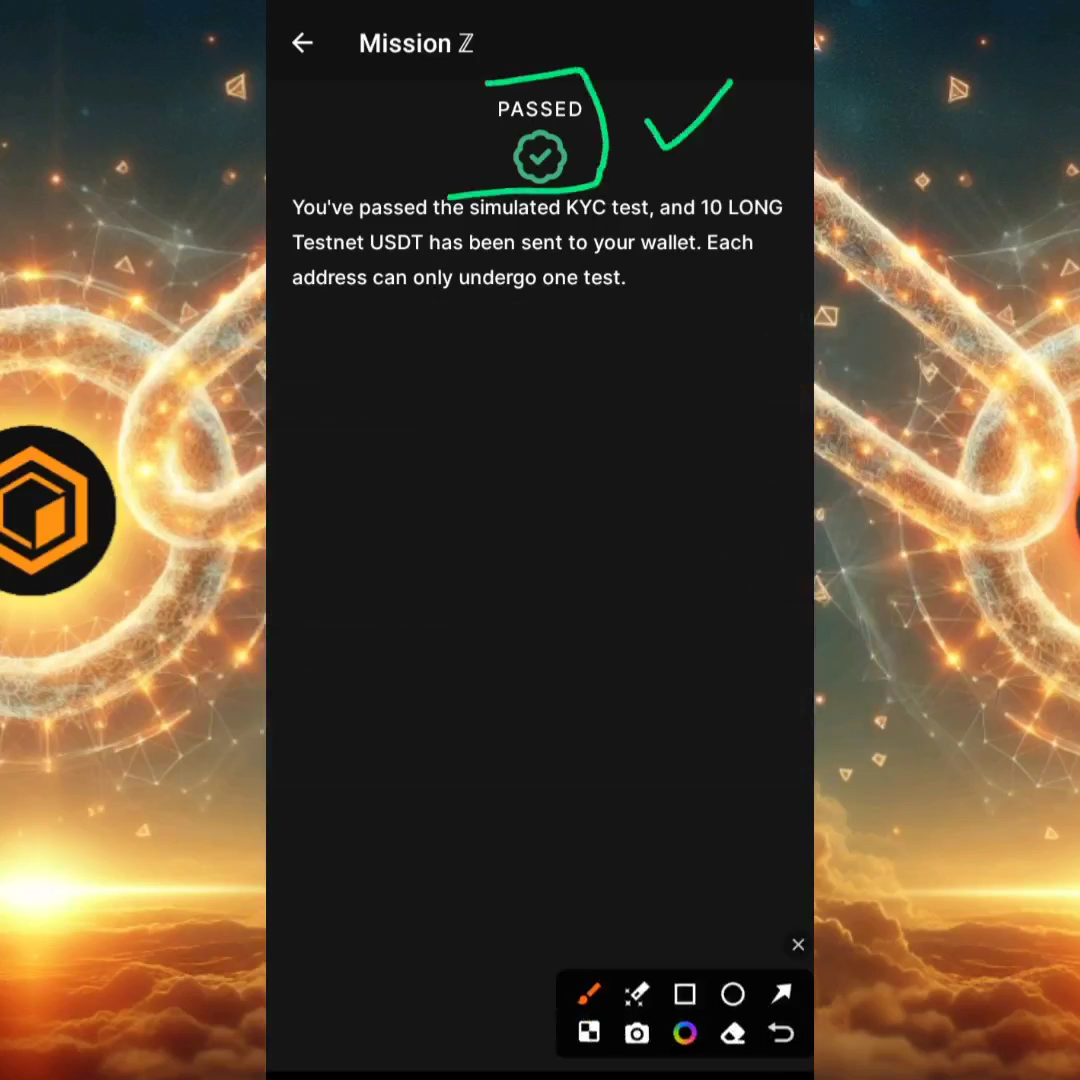 Mission ℤ
PASSED
You've passed the simulated KYC test, and 10 LONG
Testnet USDT has been sent to your wallet. Each
address can only undergo one test.